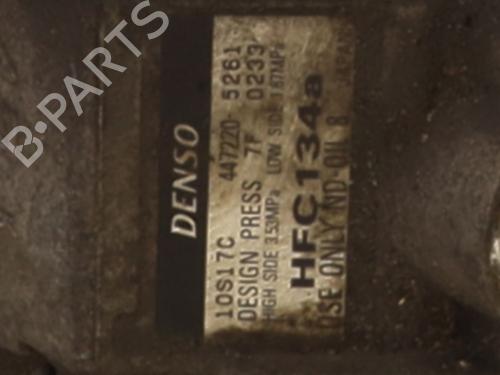 DENSO
10S17C 447220-5261
DESIGN PRESS 7F 0233
HIGH SIDE 3.53MPa LOW SIDE 1.67MPa
HFC134a
USE ONLY ND-OIL 8
JAPAN
B-PARTS